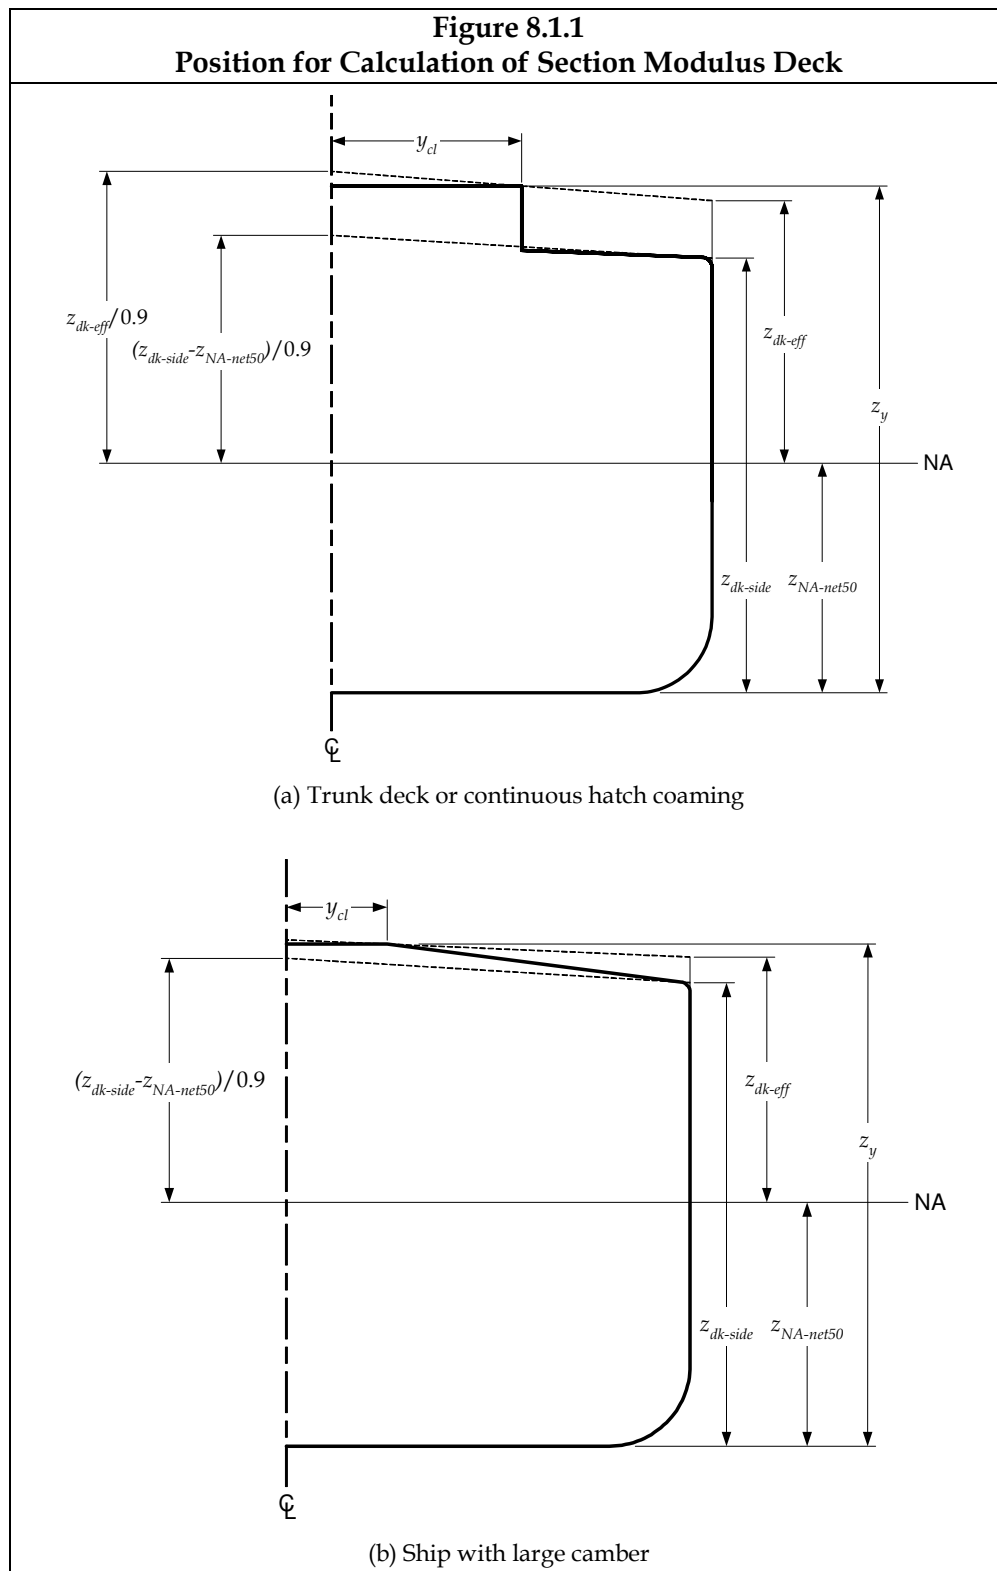 Figure 8.1.1
Position for Calculation of Section Modulus Deck
y_cl
z_dk-eff/0.9
(z_dk-side-z_NA-net50)/0.9
z_dk-eff
z_y
NA
z_dk-side
z_NA-net50
℄
(a) Trunk deck or continuous hatch coaming
y_cl
(z_dk-side-z_NA-net50)/0.9
z_dk-eff
z_y
NA
z_dk-side
z_NA-net50
℄
(b) Ship with large camber